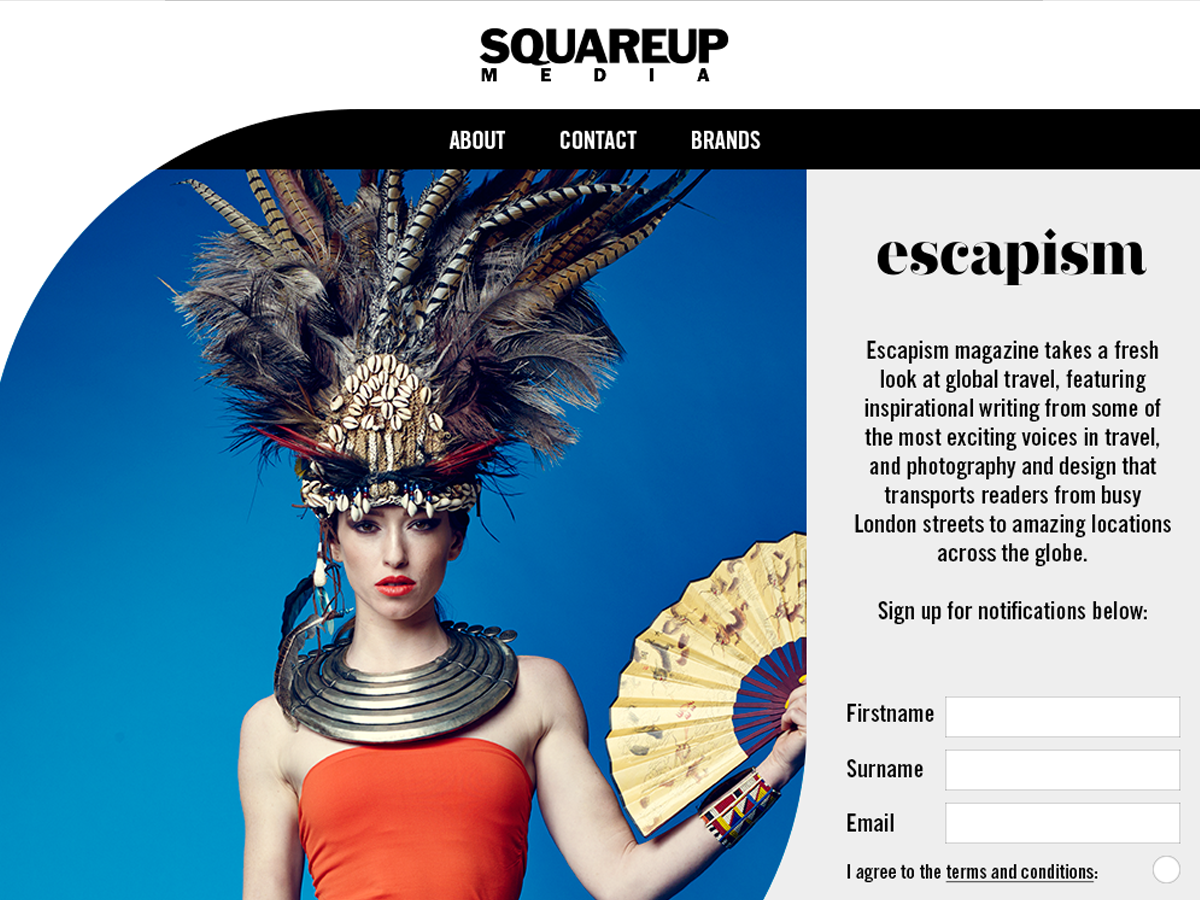 SQUAREUP
MEDIA
ABOUT CONTACT BRANDS
escapism
Escapism magazine takes a fresh
look at global travel, featuring
inspirational writing from some of
the most exciting voices in travel,
and photography and design that
transports readers from busy
London streets to amazing locations
across the globe.
Sign up for notifications below:
Firstname
Surname
Email
I agree to the terms and conditions: